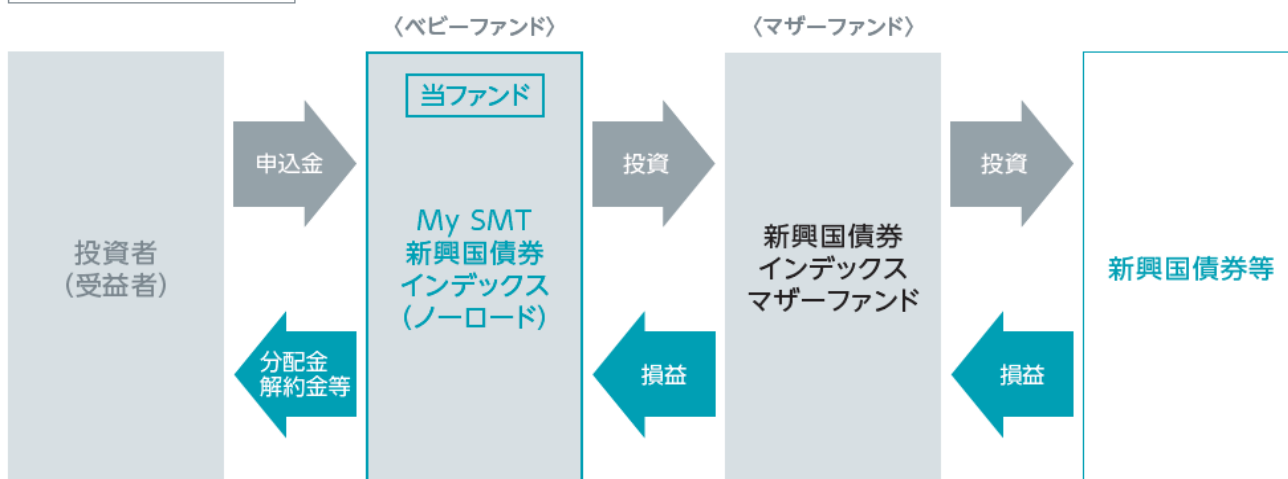 〈ベビーファンド〉
〈マザーファンド〉
投資者
(受益者)
申込金
分配金
解約金等
当ファンド
My SMT
新興国債券
インデックス
(ノーロード)
投資
損益
新興国債券
インデックス
マザーファンド
投資
損益
新興国債券等